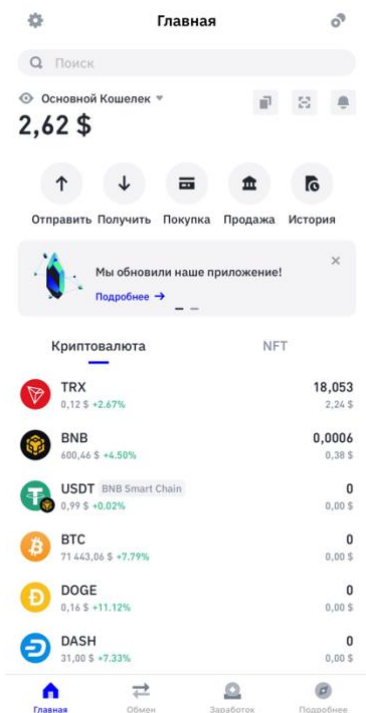 Главная
Поиск
Основной Кошелек
2,62 $
Отправить Получить Покупка Продажа История
Мы обновили наше приложение!
Подробнее →
Криптовалюта NFT
TRX 18,053
0,12 $ +2.67% 2,24 $
BNB 0,0006
600,46 $ +4.50% 0,38 $
USDT BNB Smart Chain 0
0,99 $ +0.02% 0,00 $
BTC 0
71 443,06 $ +7.79% 0,00 $
DOGE 0
0,16 $ +11.12% 0,00 $
DASH 0
31,00 $ +7.33% 0,00 $
Главная Обмен Заработок Подробнее